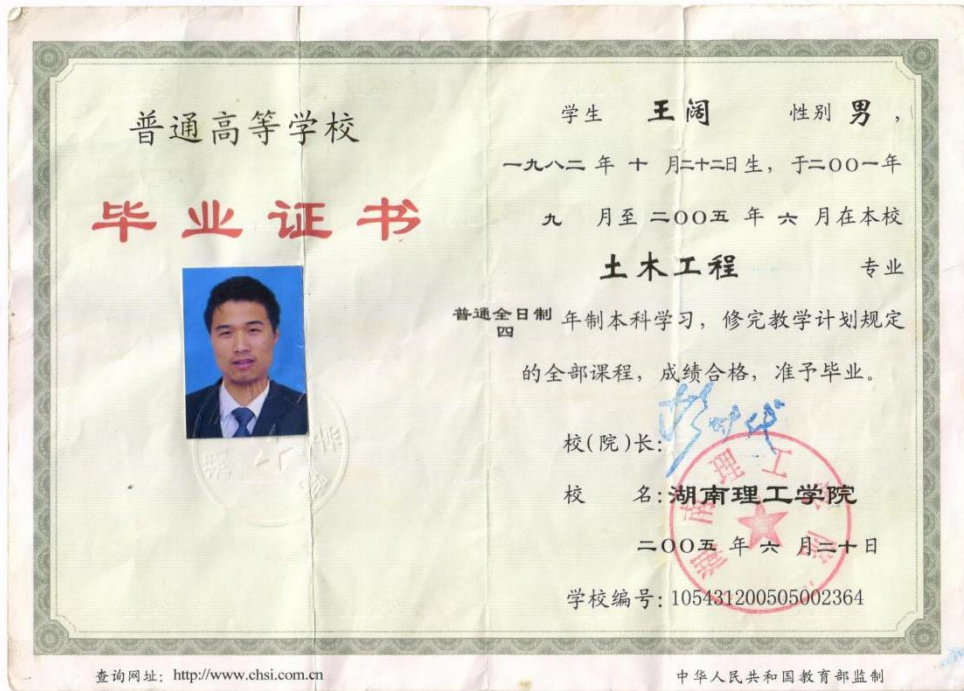 普通高等学校
毕业证书
学生 王阔 性别 男，
一九八二 年 十 月二十二日生，于二〇〇一年
九 月至 二〇〇五 年 六 月在本校
土木工程 专业
普通全日制
四 年制本科学习，修完教学计划规定
的全部课程，成绩合格，准予毕业。
校(院)长：
校 名：湖南理工学院
湖南理工学院
二〇〇五 年 六 月二十日
学校编号：105431200505002364
查询网址：http://www.chsi.com.cn
中华人民共和国教育部监制